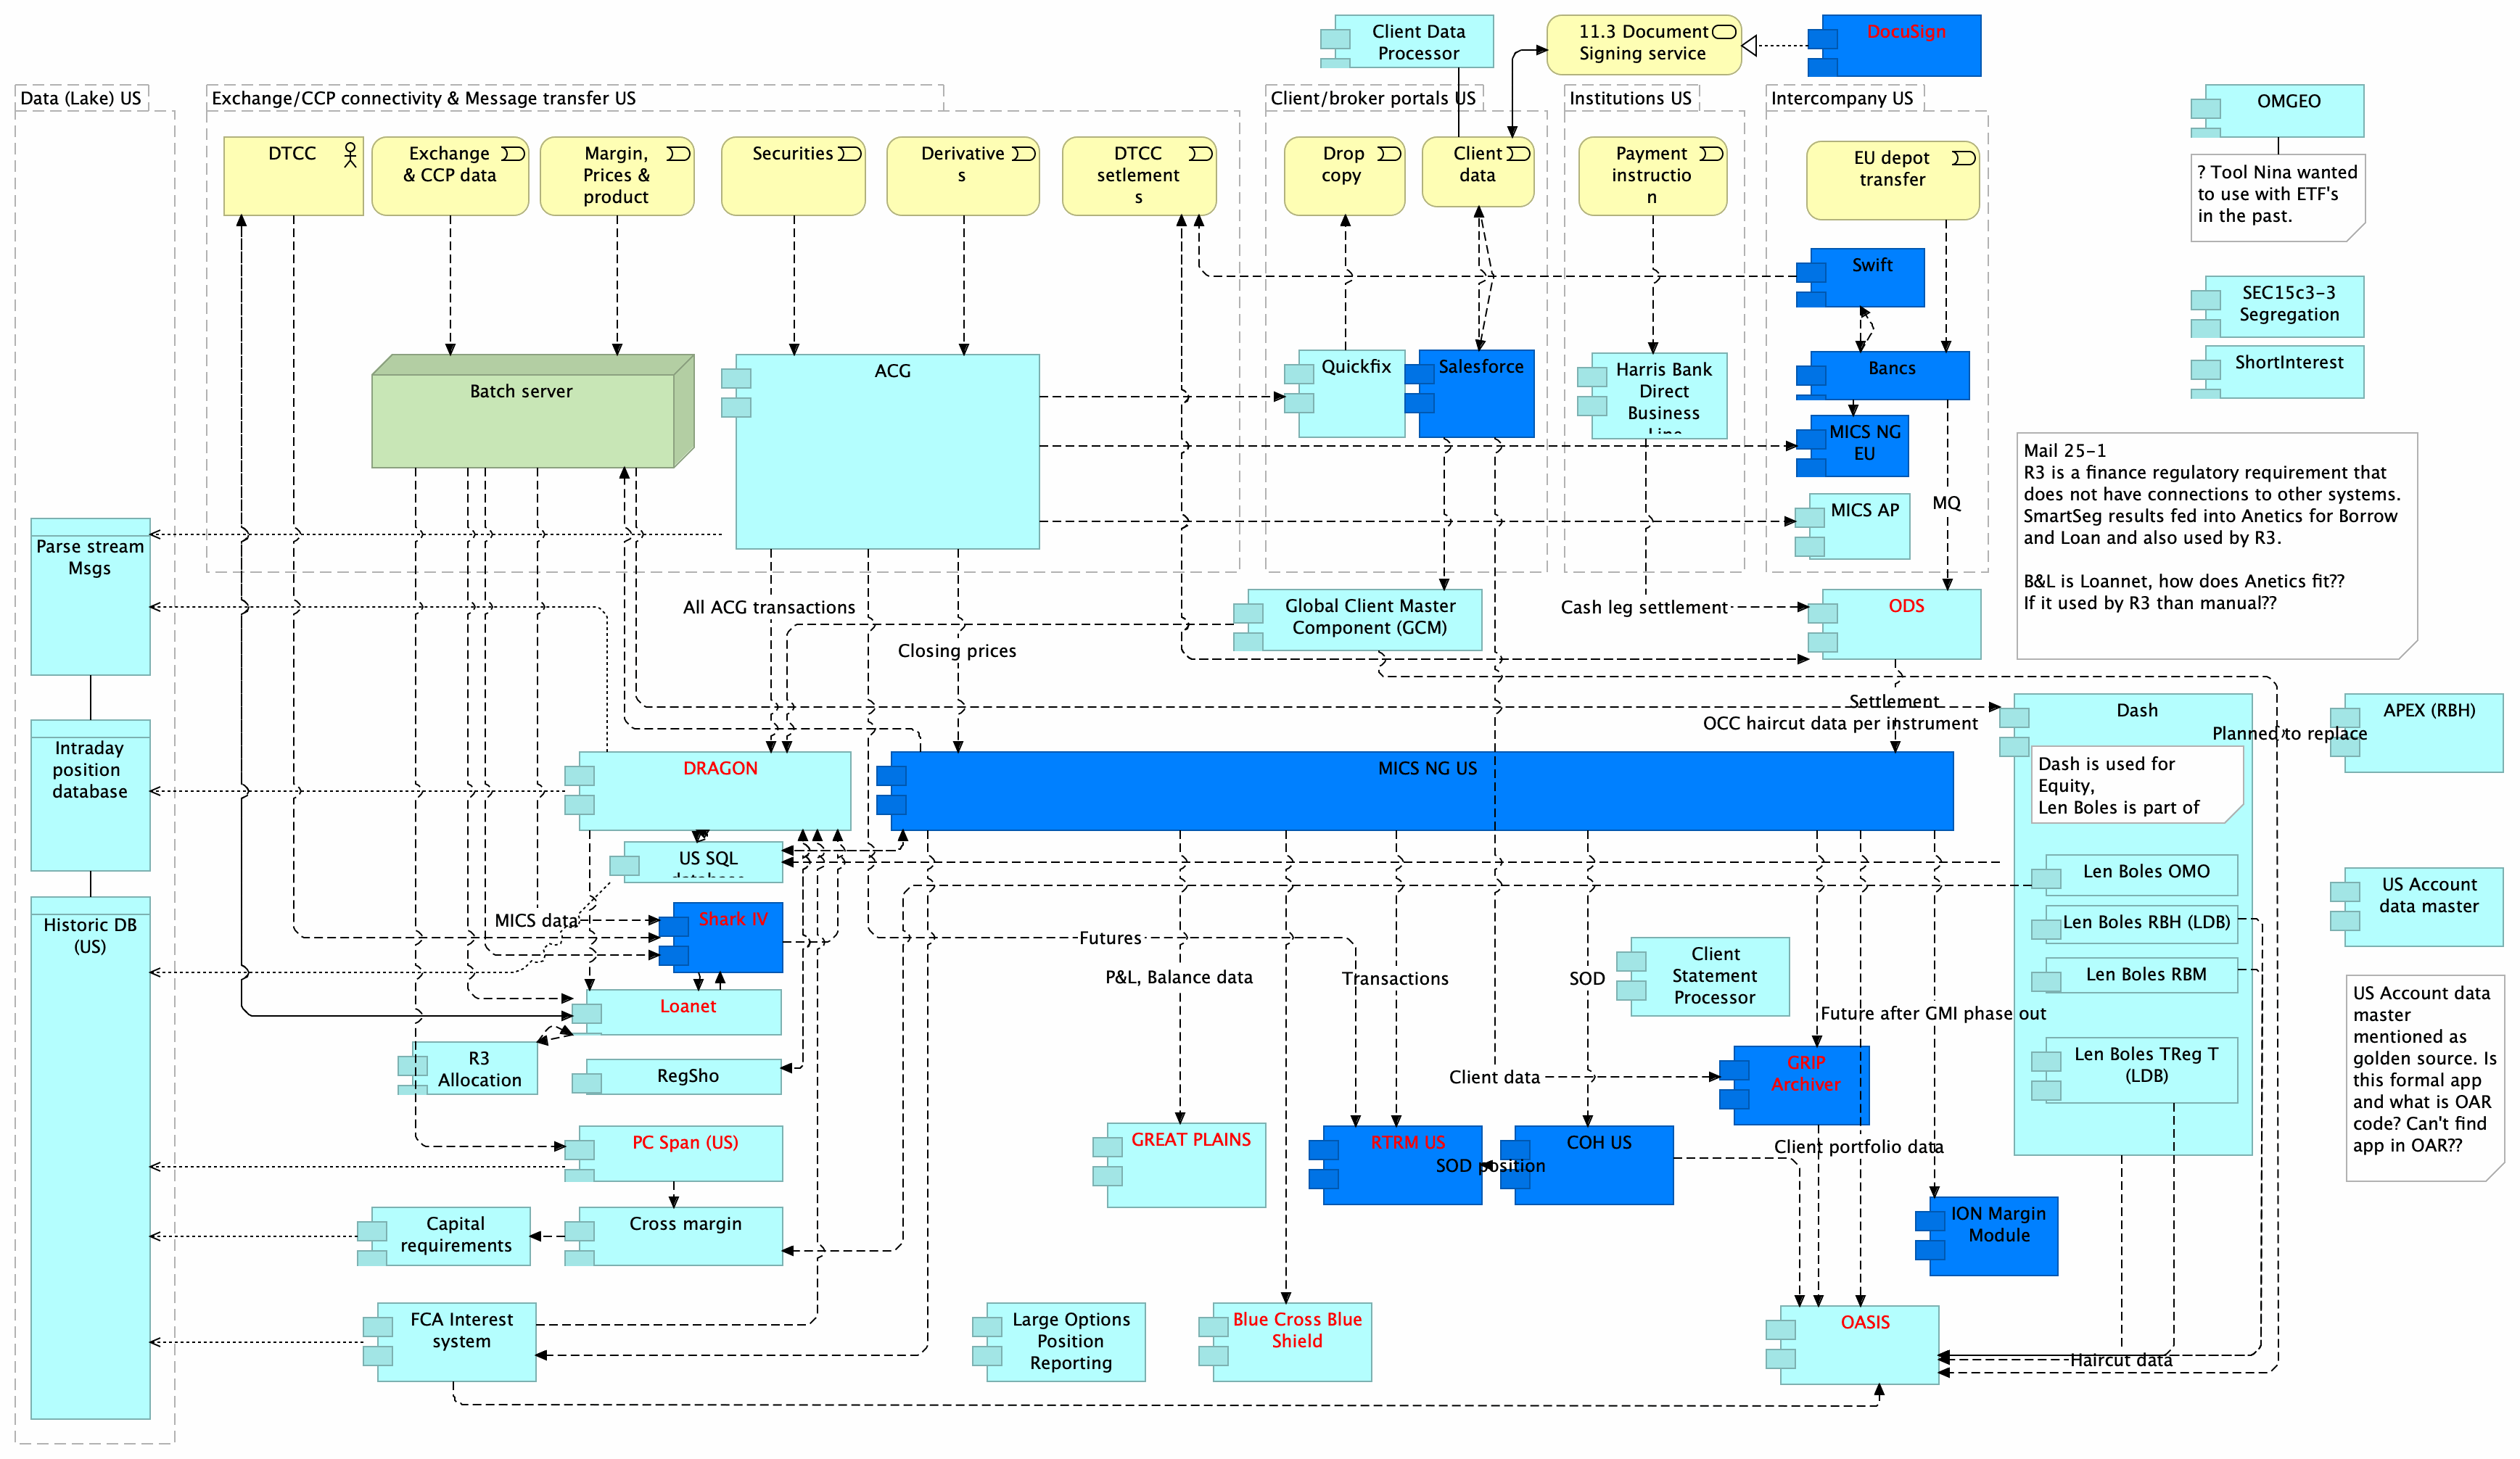 Client Data
Processor
11.3 Document
Signing service
DocuSign
Data (Lake) US
Exchange/CCP connectivity & Message transfer US
Client/broker portals US
Institutions US
Intercompany US
OMGEO
DTCC
Exchange
& CCP data
Margin,
Prices &
product
Securities
Derivative
s
DTCC
setlement
s
Drop
copy
Client
data
Payment
instructio
n
EU depot
transfer
? Tool Nina wanted
to use with ETF's
in the past.
Swift
SEC15c3-3
Segregation
ShortInterest
Batch server
ACG
Quickfix
Salesforce
Harris Bank
Direct
Business
Line
Bancs
MICS NG
EU
MICS AP
MQ
Mail 25-1
R3 is a finance regulatory requirement that
does not have connections to other systems.
SmartSeg results fed into Anetics for Borrow
and Loan and also used by R3.
B&L is Loannet, how does Anetics fit??
If it used by R3 than manual??
Parse stream
Msgs
All ACG transactions
Closing prices
Global Client Master
Component (GCM)
Cash leg settlement
ODS
Settlement
OCC haircut data per instrument
Dash
Dash is used for
Equity,
Len Boles is part of
Planned to replace
APEX (RBH)
Intraday
position
database
DRAGON
MICS NG US
US SQL
Len Boles OMO
Len Boles RBH (LDB)
Len Boles RBM
Len Boles TReg T
(LDB)
US Account
data master
Historic DB
(US)
MICS data
Shark IV
Futures
P&L, Balance data
Transactions
SOD
Client
Statement
Processor
Future after GMI phase out
US Account data
master
mentioned as
golden source. Is
this formal app
and what is OAR
code? Can't find
app in OAR??
Loanet
R3
Allocation
RegSho
Client data
GRIP
Archiver
PC Span (US)
GREAT PLAINS
RTRM US
SOD position
COH US
Client portfolio data
Capital
requirements
Cross margin
ION Margin
Module
FCA Interest
system
Large Options
Position
Reporting
Blue Cross Blue
Shield
OASIS
Haircut data